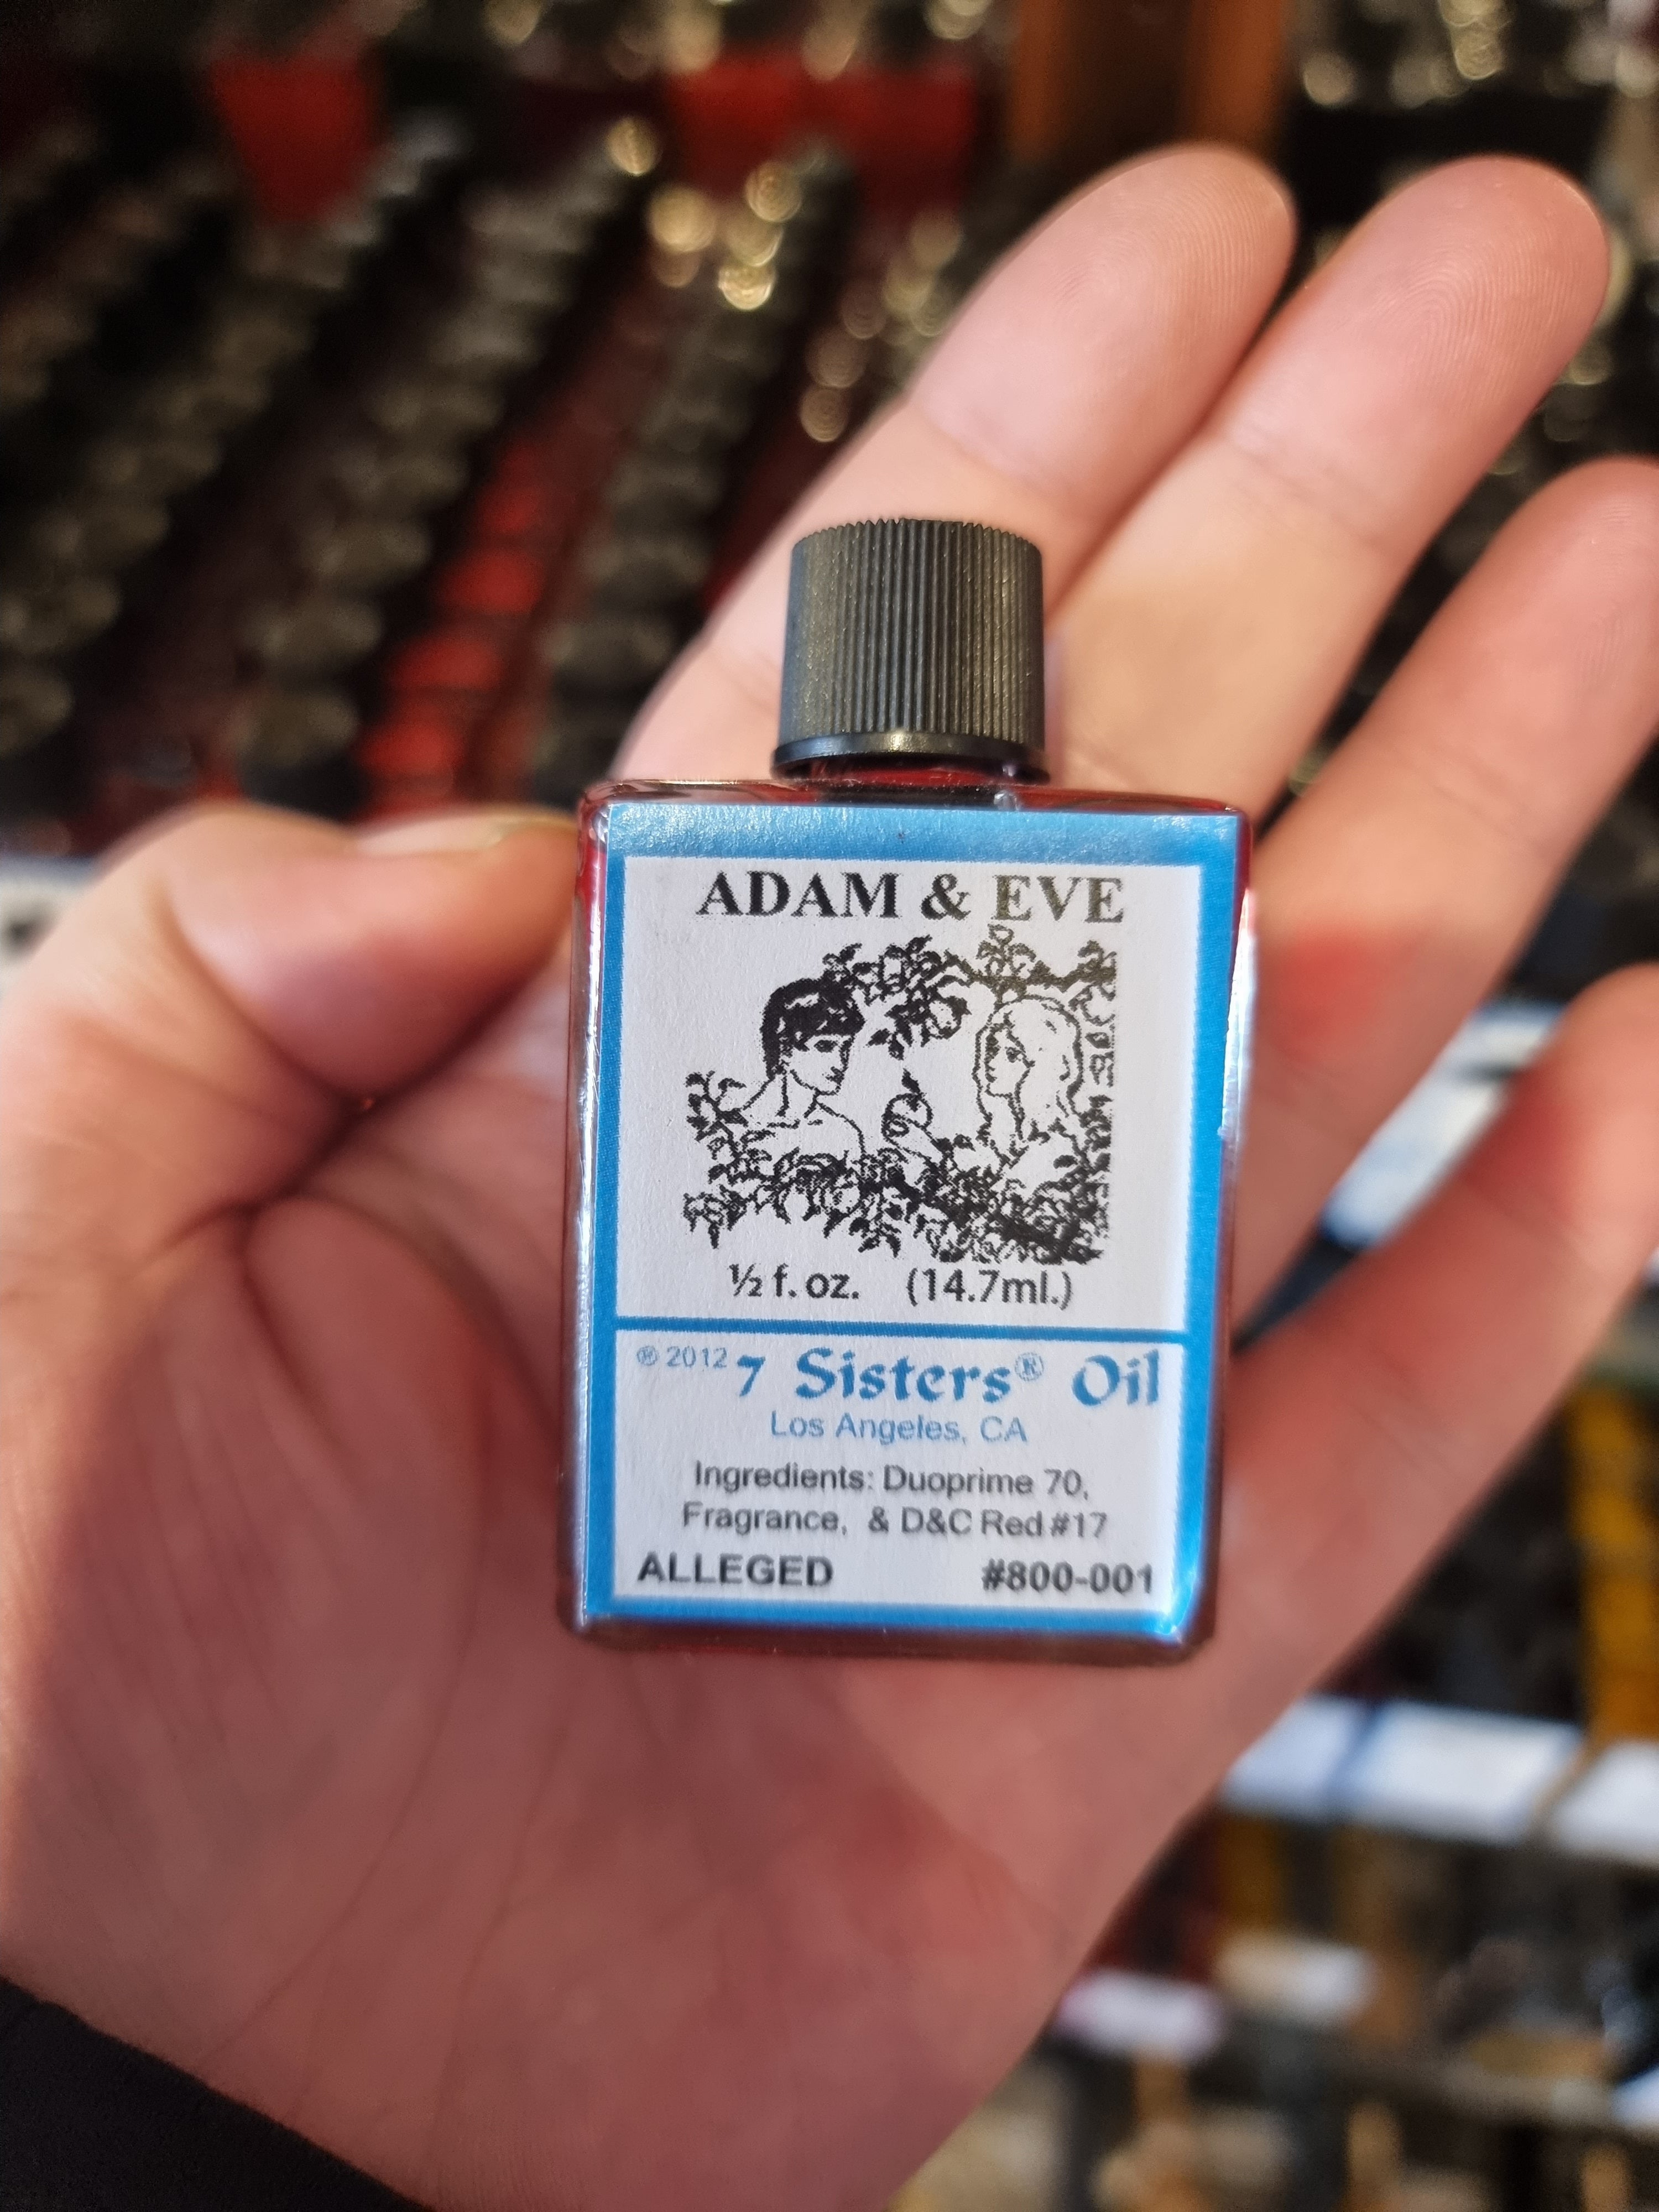 ADAM & EVE
½ f. oz. (14.7ml.)
® 2012 7 Sisters® Oil
Los Angeles, CA
Ingredients: Duoprime 70,
Fragrance, & D&C Red #17
ALLEGED #800-001